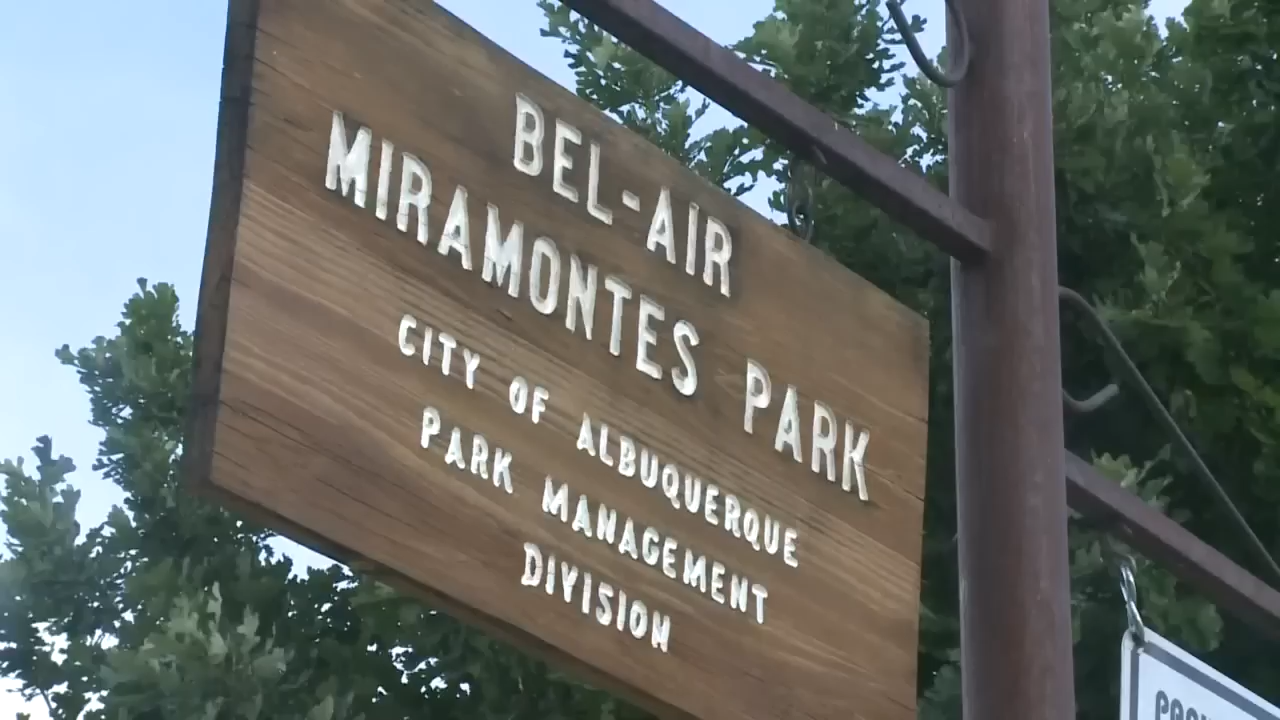 BEL-AIR
MIRAMONTES PARK
CITY OF ALBUQUERQUE
PARK MANAGEMENT
DIVISION